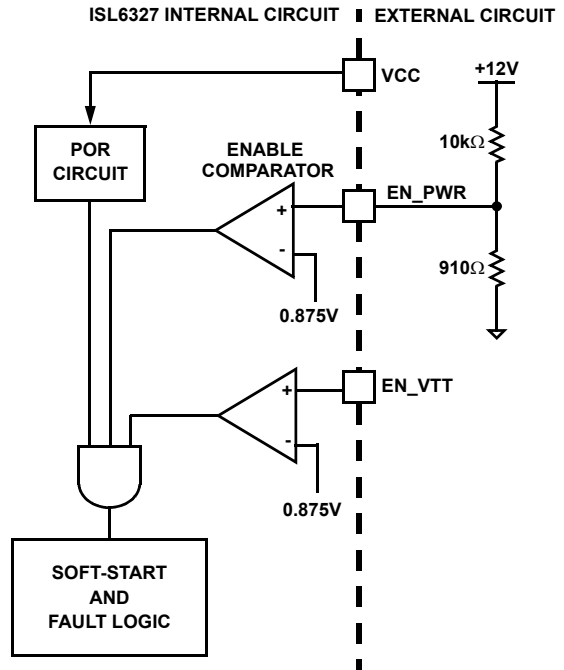 ISL6327 INTERNAL CIRCUIT
EXTERNAL CIRCUIT
VCC
+12V
POR
CIRCUIT
10kΩ
ENABLE
COMPARATOR
+
-
EN_PWR
910Ω
0.875V
EN_VTT
+
-
0.875V
SOFT-START
AND
FAULT LOGIC